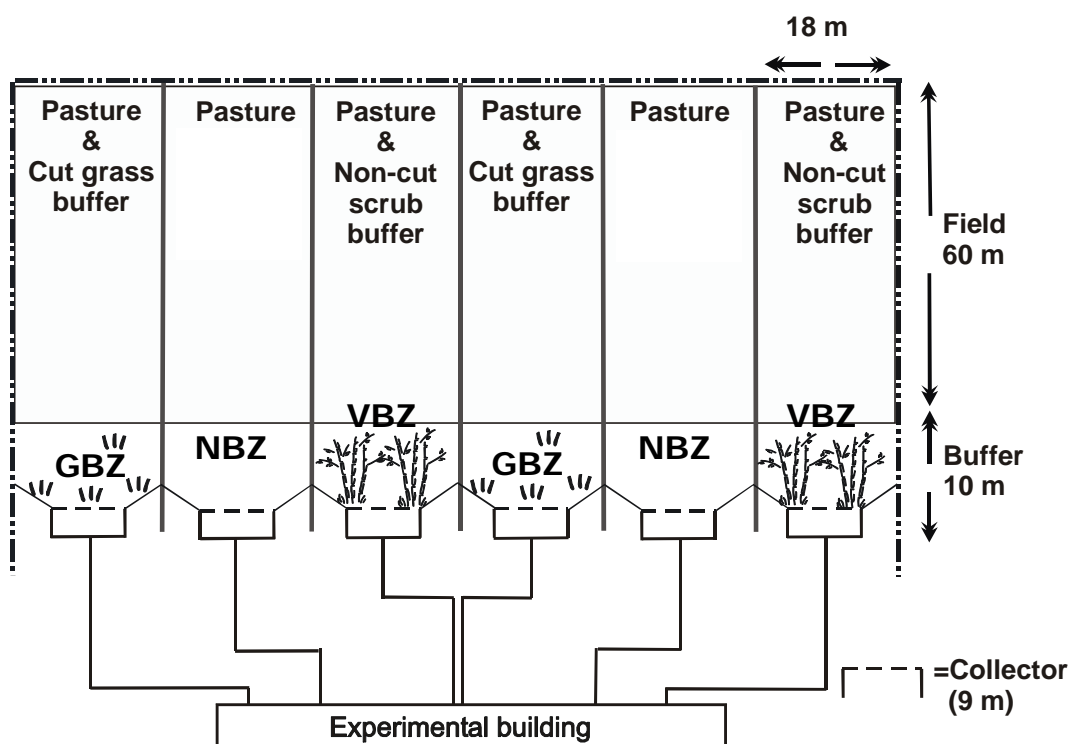 18 m
Pasture
&
Cut grass
buffer
Pasture
Pasture
&
Non-cut
scrub
buffer
Pasture
&
Cut grass
buffer
Pasture
Pasture
&
Non-cut
scrub
buffer
Field
60 m
GBZ
NBZ
VBZ
GBZ
NBZ
VBZ
Buffer
10 m
=Collector
(9 m)
Experimental building